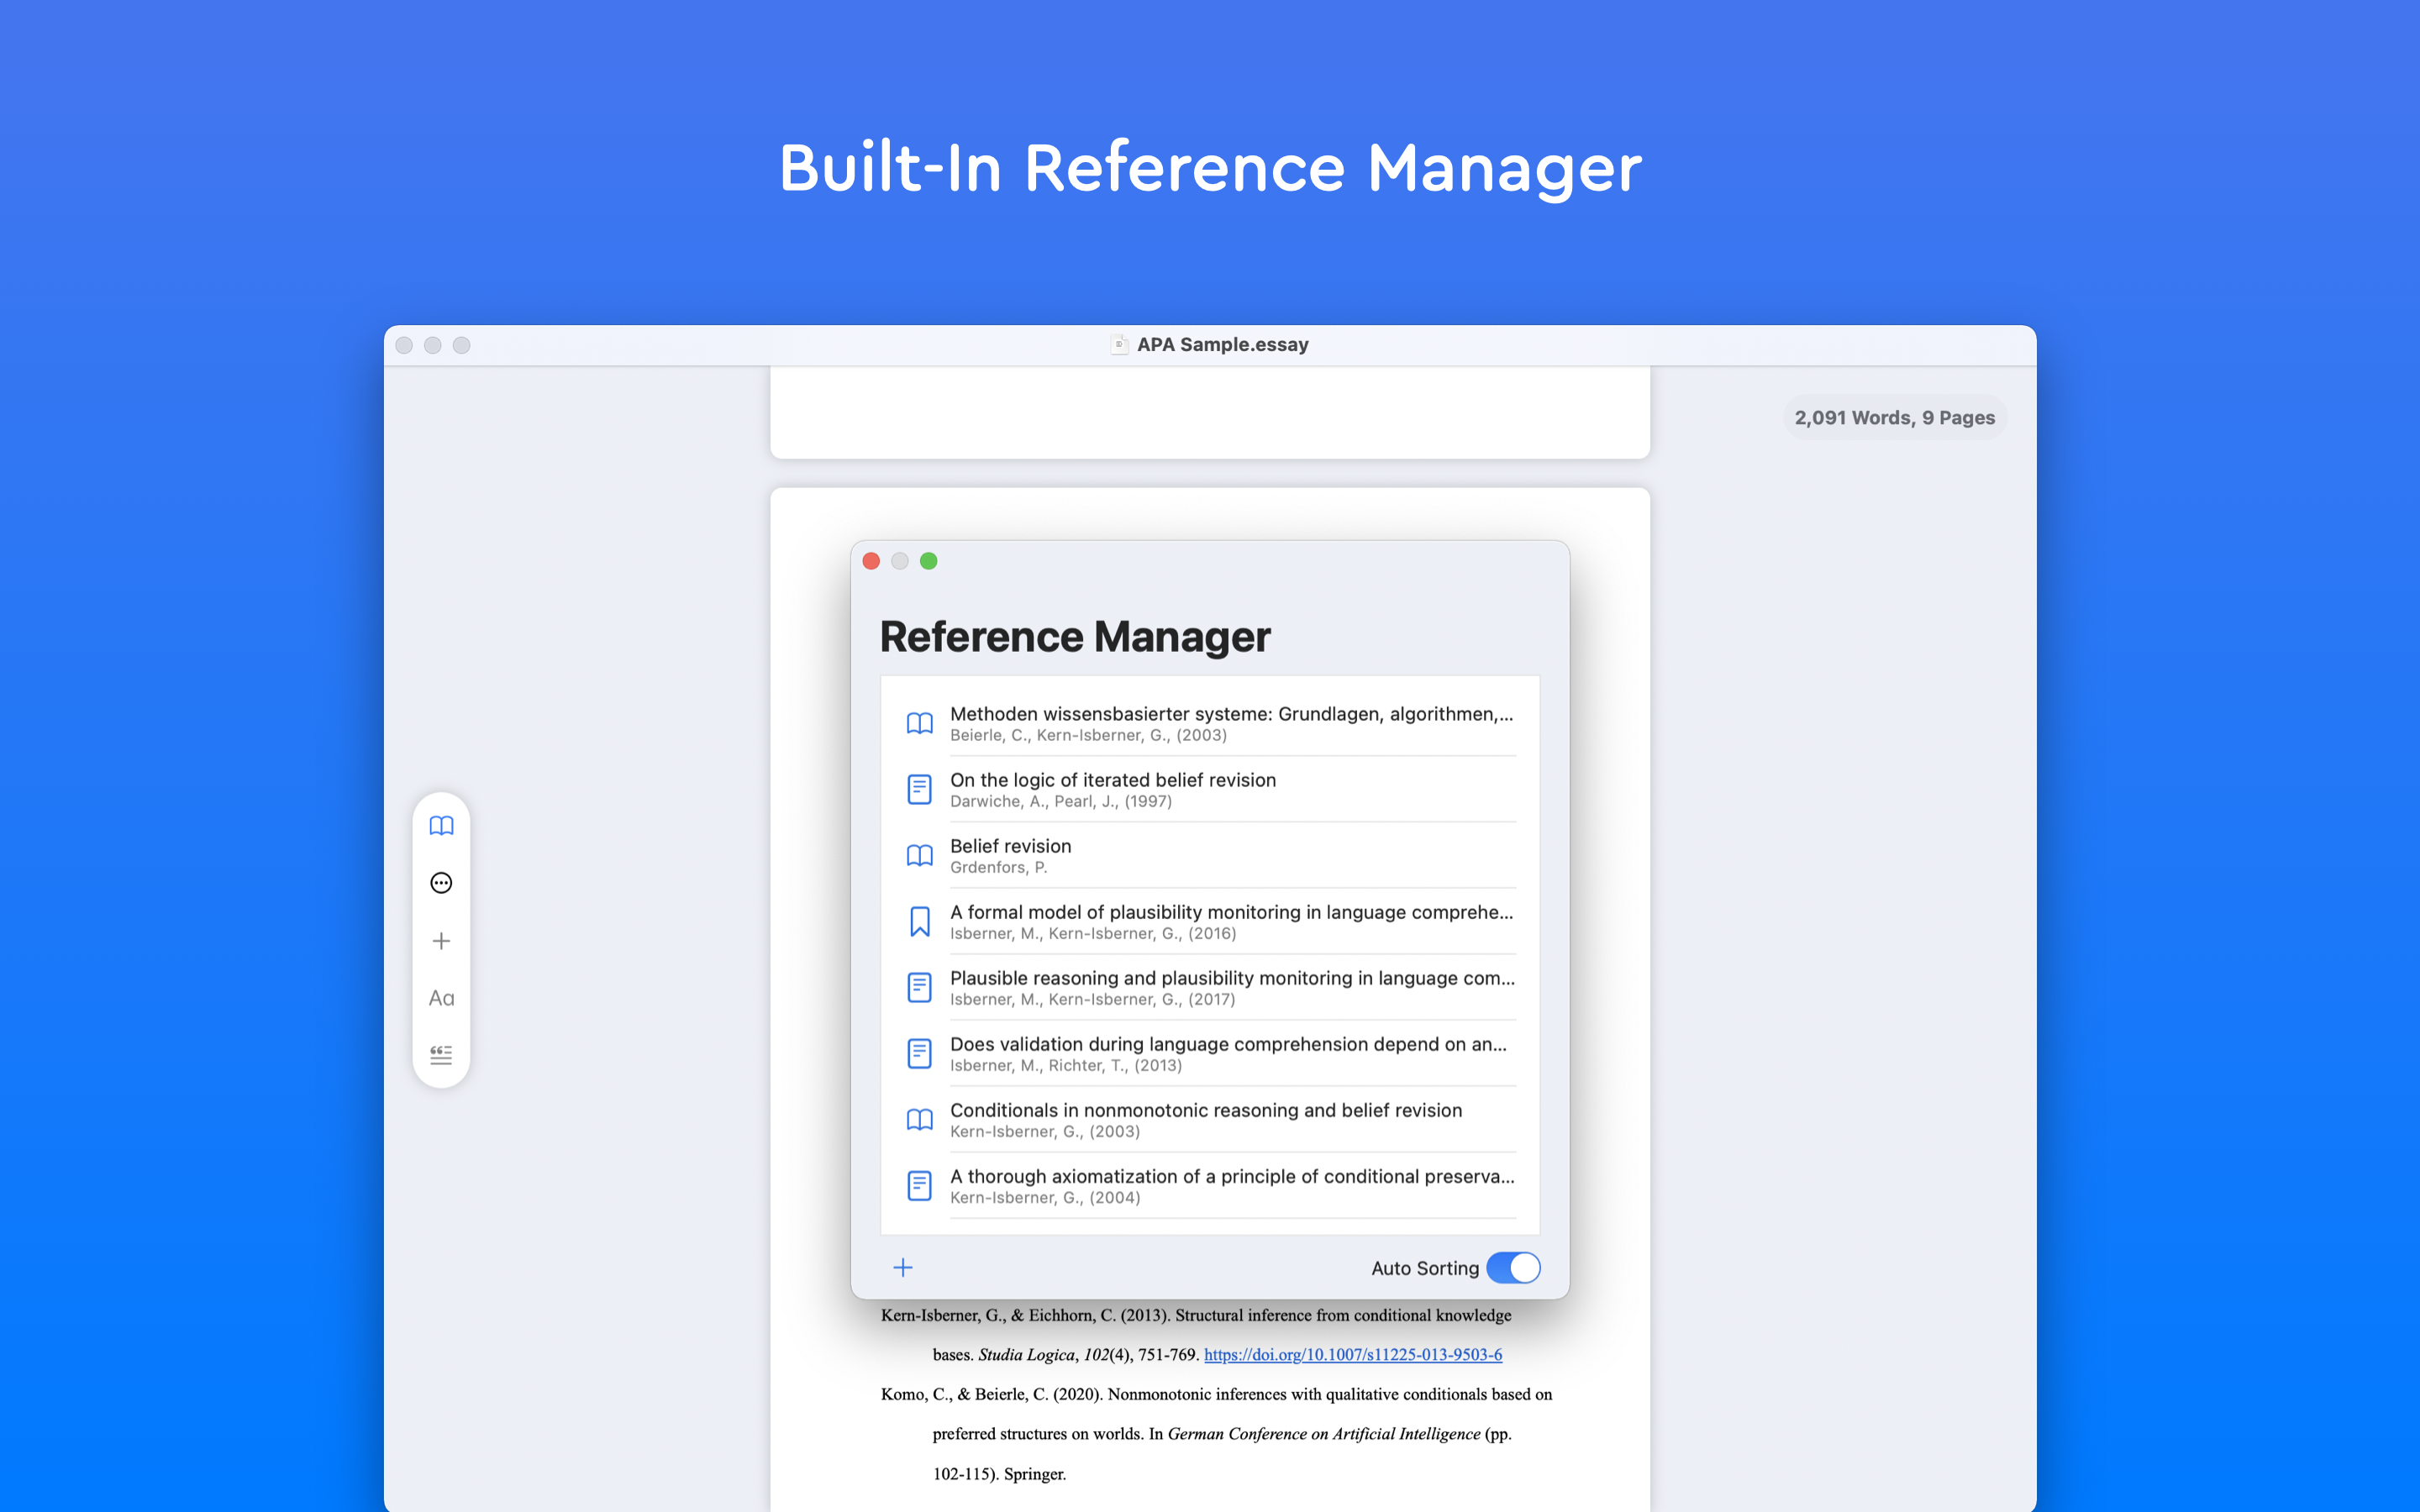 Built-In Reference Manager
APA Sample.essay
2,091 Words, 9 Pages
Reference Manager
Methoden wissensbasierter systeme: Grundlagen, algorithmen,...
Beierle, C., Kern-Isberner, G., (2003)
On the logic of iterated belief revision
Darwiche, A., Pearl, J., (1997)
Belief revision
Grdenfors, P.
A formal model of plausibility monitoring in language comprehe...
Isberner, M., Kern-Isberner, G., (2016)
Plausible reasoning and plausibility monitoring in language com...
Isberner, M., Kern-Isberner, G., (2017)
Does validation during language comprehension depend on an...
Isberner, M., Richter, T., (2013)
Conditionals in nonmonotonic reasoning and belief revision
Kern-Isberner, G., (2003)
A thorough axiomatization of a principle of conditional preserva...
Kern-Isberner, G., (2004)
Auto Sorting
Aa
Kern-Isberner, G., & Eichhorn, C. (2013). Structural inference from conditional knowledge
bases. Studia Logica, 102(4), 751-769. https://doi.org/10.1007/s11225-013-9503-6
Komo, C., & Beierle, C. (2020). Nonmonotonic inferences with qualitative conditionals based on
preferred structures on worlds. In German Conference on Artificial Intelligence (pp.
102-115). Springer.